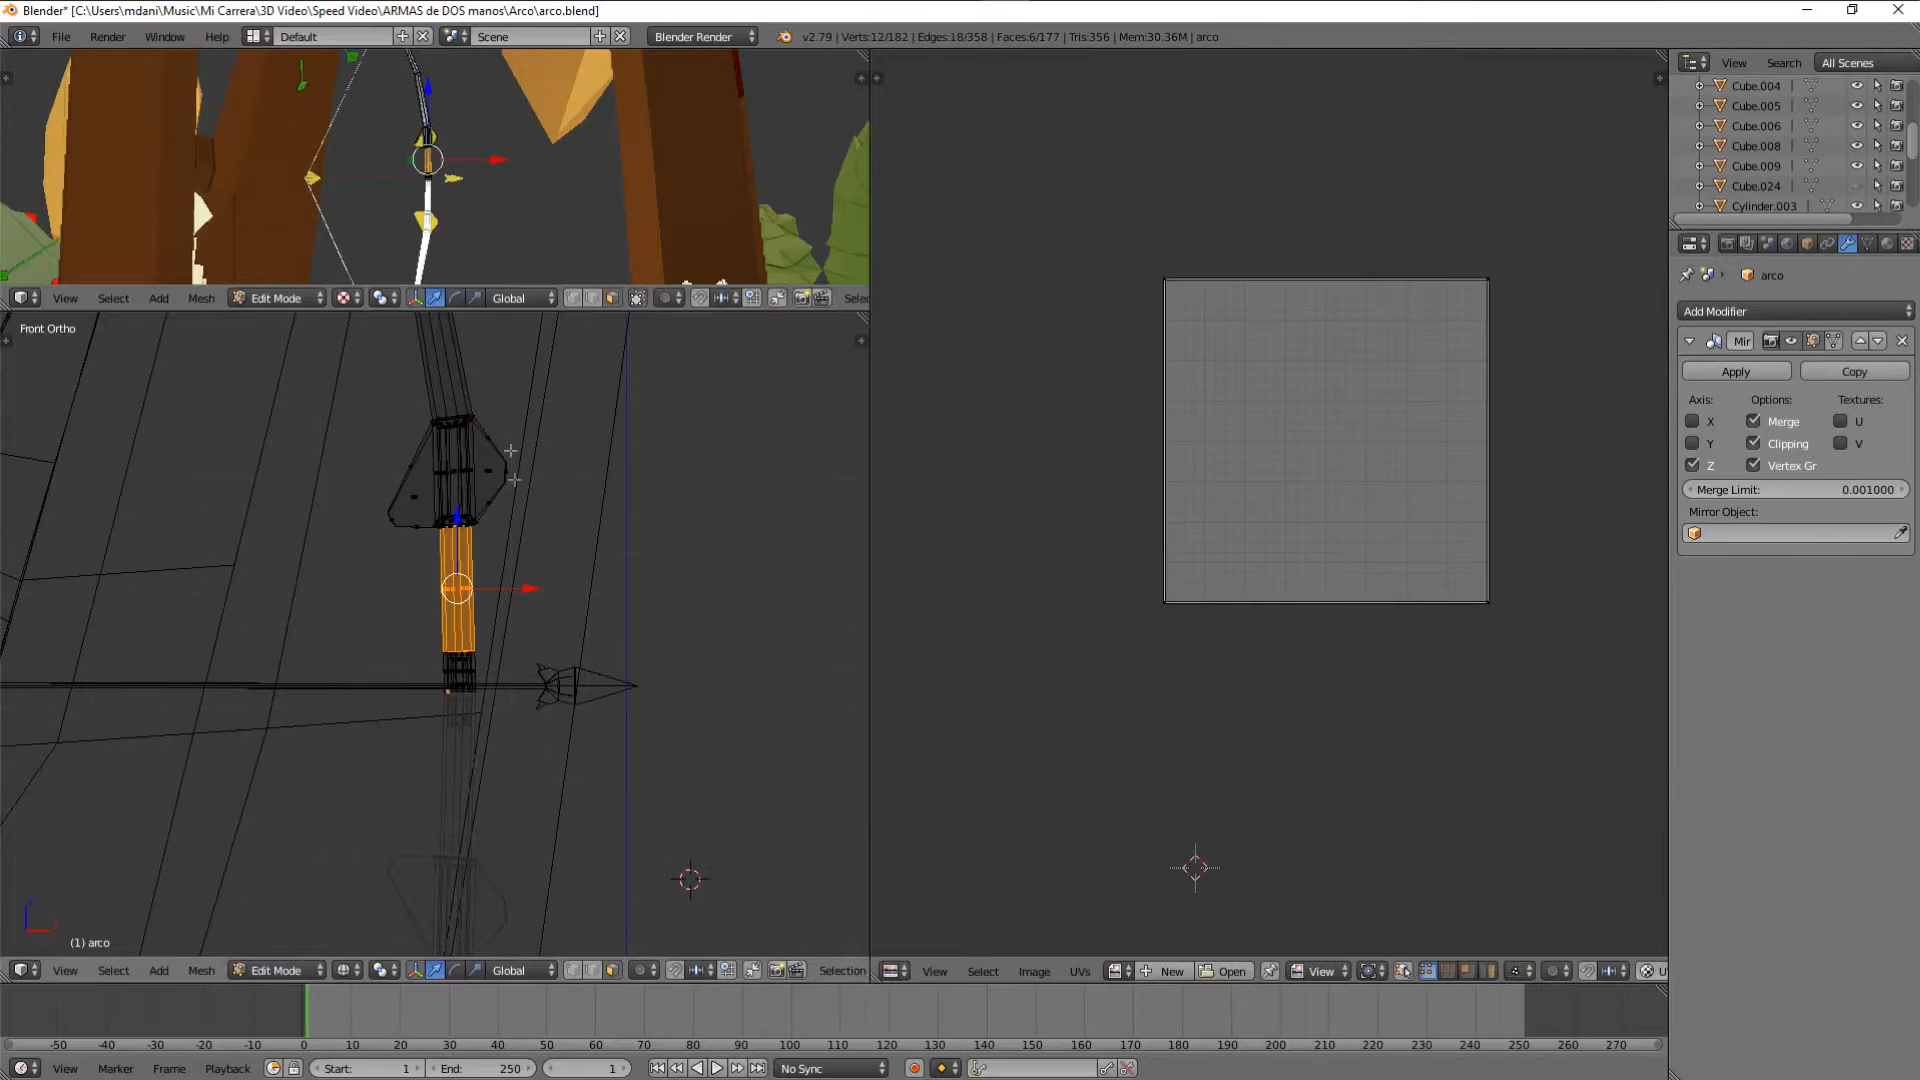 Blender* [C:\Users\mdani\Music\Mi Carrera\3D Video\Speed Video\ARMAS de DOS manos\Arco\arco.blend]
File Render Window Help Default Scene Blender Render v2.79 | Verts:12/182 | Edges:18/358 | Faces:6/177 | Tris:356 | Mem:30.36M | arco
View Search All Scenes
Cube.004
Cube.005
Cube.006
Cube.008
Cube.009
Cube.024
Cylinder.003
arco
Add Modifier
Mir
Apply Copy
Axis: Options: Textures:
X Merge U
Y Clipping V
Z Vertex Gr
Merge Limit: 0.001000
Mirror Object:
View Select Add Mesh Edit Mode Global Selec
Front Ortho
(1) arco
View Select Add Mesh Edit Mode Global Selection
View Select Image UVs New Open View U
-50 -40 -30 -20 -10 0 10 20 30 40 50 60 70 80 90 100 110 120 130 140 150 160 170 180 190 200 210 220 230 240 250 260 270
View Marker Frame Playback Start: 1 End: 250 1 No Sync